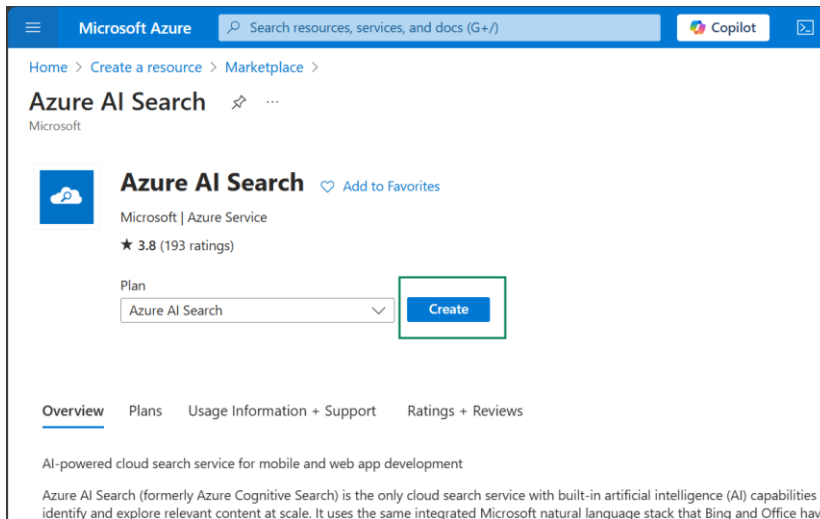 Microsoft Azure
Search resources, services, and docs (G+/)
Copilot
Home > Create a resource > Marketplace >
Azure AI Search
Microsoft
Azure AI Search
Add to Favorites
Microsoft | Azure Service
★ 3.8 (193 ratings)
Plan
Azure AI Search
Create
Overview
Plans
Usage Information + Support
Ratings + Reviews
AI-powered cloud search service for mobile and web app development
Azure AI Search (formerly Azure Cognitive Search) is the only cloud search service with built-in artificial intelligence (AI) capabilities
identify and explore relevant content at scale. It uses the same integrated Microsoft natural language stack that Bing and Office hav